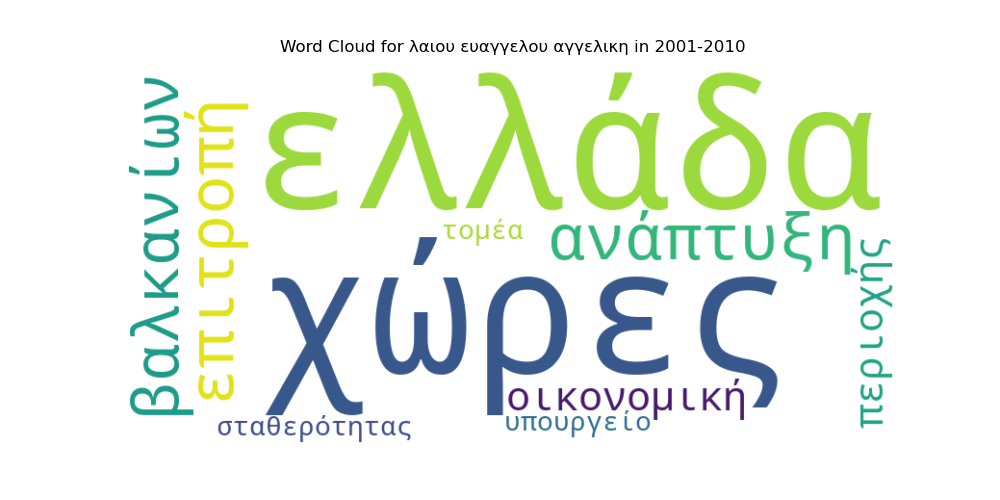 Word Cloud for λαιου ευαγγελου αγγελικη in 2001-2010
βαλκανίων
επιτροπή
ελλάδα
τομέα
ανάπτυξη
χώρες
περιοχής
οικονομική
σταθερότητας
υπουργείο